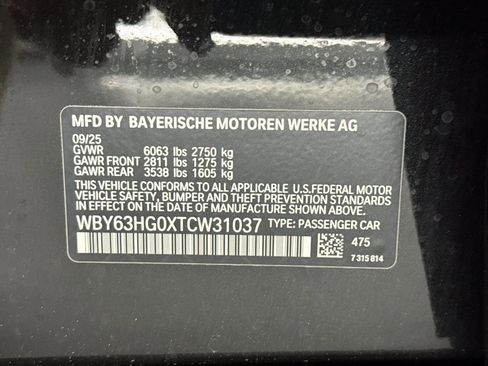 MFD BY BAYERISCHE MOTOREN WERKE AG
09/25
GVWR 6063 lbs 2750 kg
GAWR FRONT 2811 lbs 1275 kg
GAWR REAR 3538 lbs 1605 kg
THIS VEHICLE CONFORMS TO ALL APPLICABLE U.S.FEDERAL MOTOR
VEHICLE SAFETY, BUMPER, AND THEFT PREVENTION STANDARDS
IN EFFECT ON THE DATE OF MANUFACTURE SHOWN ABOVE.
WBY63HG0XTCW31037 TYPE: PASSENGER CAR
475
7315814